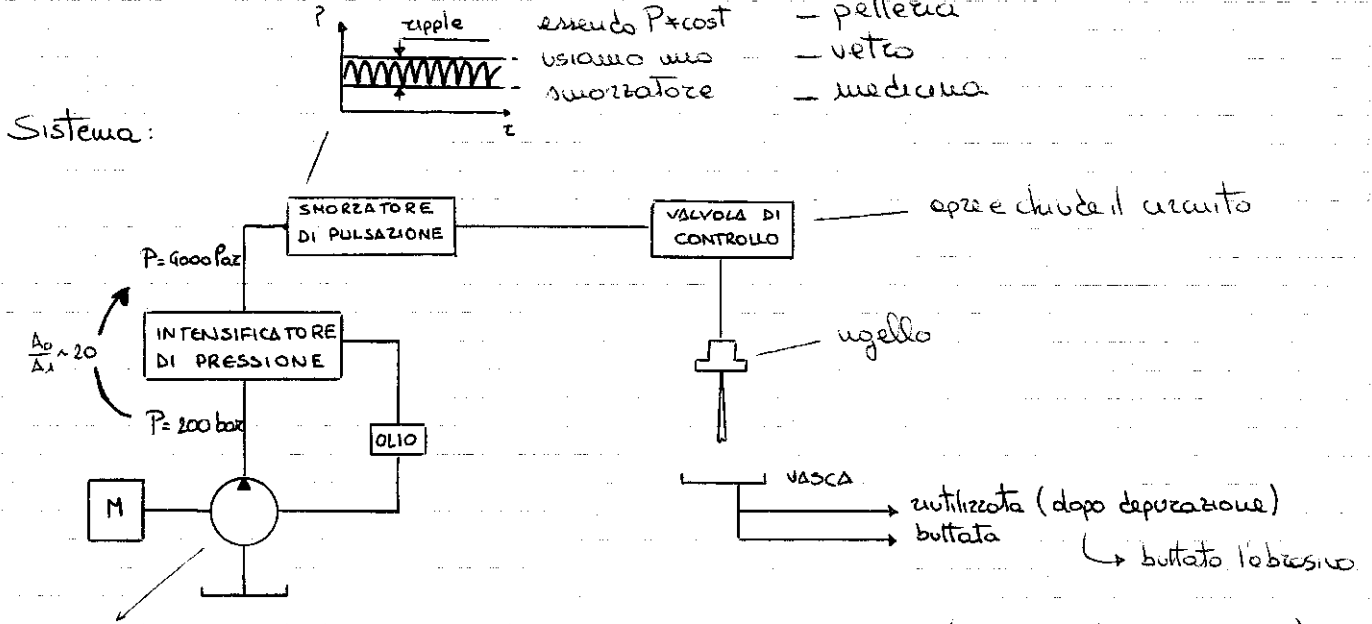 P
ripple
t
essendo P≠cost
usiamo uno
smorzatore
- pelletteria
- vetro
- medicina
Sistema:
SMORZATORE
DI PULSAZIONE
VALVOLA DI
CONTROLLO
apre e chiude il circuito
P=4000 bar
INTENSIFICATORE
DI PRESSIONE
A₀/A₁ ~ 20
P=200 bar
OLIO
ugello
M
VASCA
riutilizzata (dopo depurazione)
buttata
buttato l'abrasivo